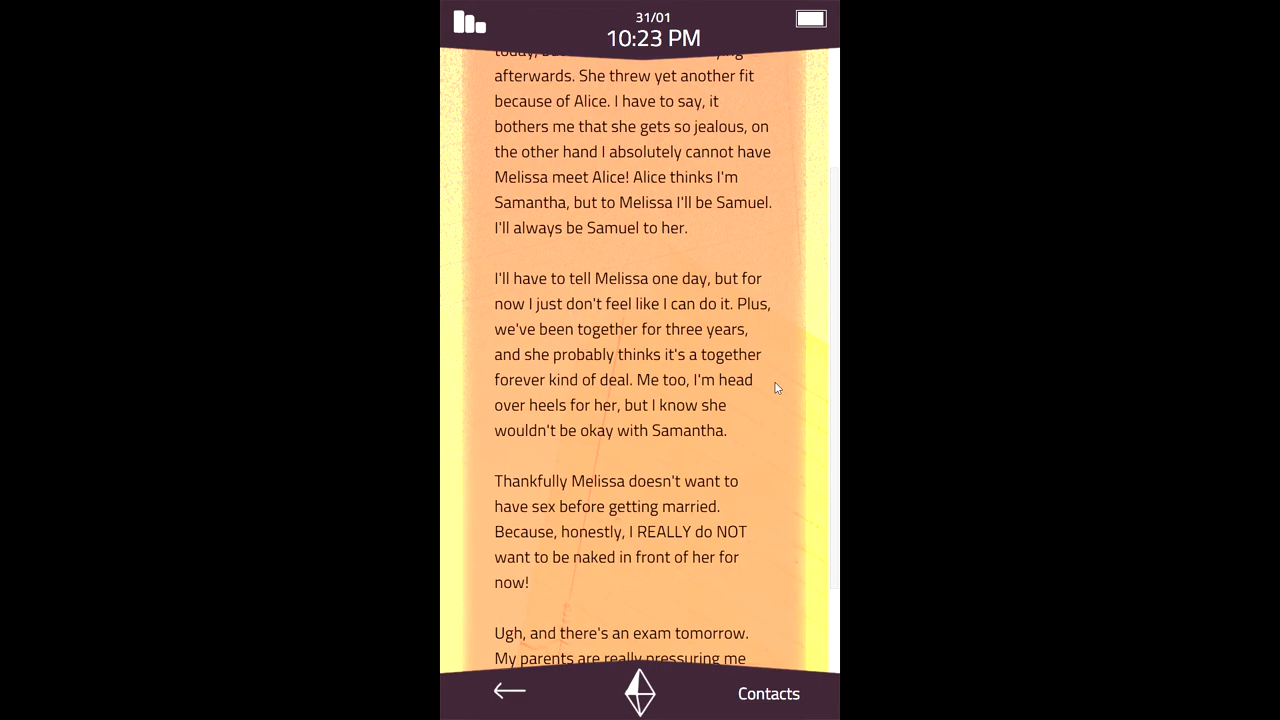 31/01
10:23 PM
afterwards. She threw yet another fit
because of Alice. I have to say, it
bothers me that she gets so jealous, on
the other hand I absolutely cannot have
Melissa meet Alice! Alice thinks I'm
Samantha, but to Melissa I'll be Samuel.
I'll always be Samuel to her.
I'll have to tell Melissa one day, but for
now I just don't feel like I can do it. Plus,
we've been together for three years,
and she probably thinks it's a together
forever kind of deal. Me too, I'm head
over heels for her, but I know she
wouldn't be okay with Samantha.
Thankfully Melissa doesn't want to
have sex before getting married.
Because, honestly, I REALLY do NOT
want to be naked in front of her for
now!
Ugh, and there's an exam tomorrow.
My parents are really pressuring me
Contacts